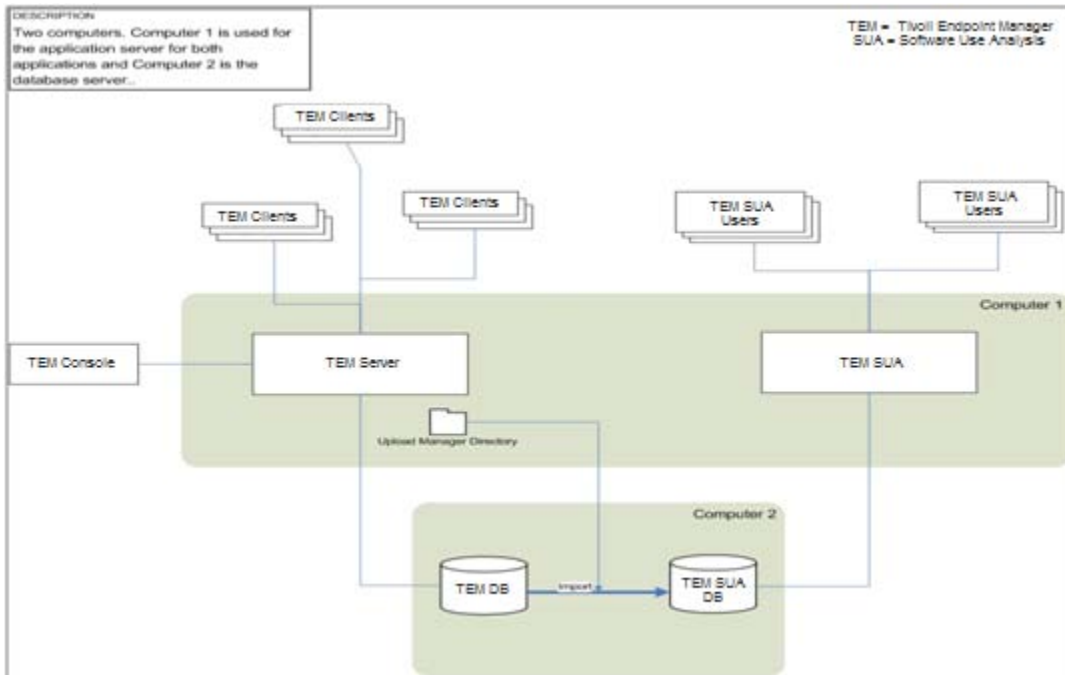 DESCRIPTION
Two computers. Computer 1 is used for
the application server for both
applications and Computer 2 is the
database server..
TEM = Tivoli Endpoint Manager
SUA = Software Use Analysis
TEM Clients
TEM Clients
TEM Clients
TEM SUA
Users
TEM SUA
Users
Computer 1
TEM Console
TEM Server
TEM SUA
Upload Manager Directory
Computer 2
TEM DB
Import
TEM SUA
DB